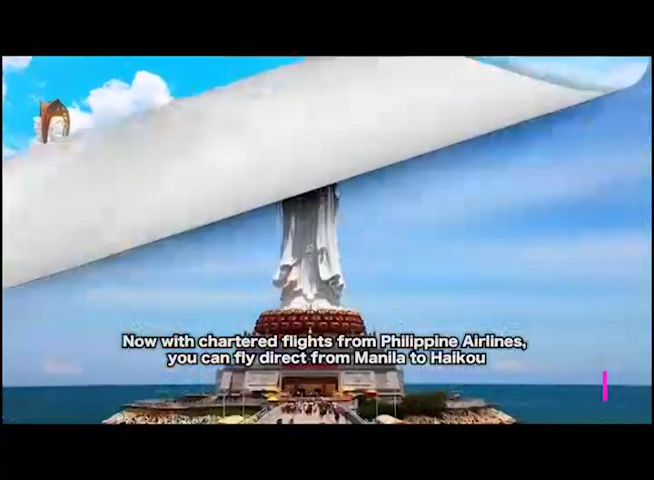 Now with chartered flights from Philippine Airlines,
you can fly direct from Manila to Haikou